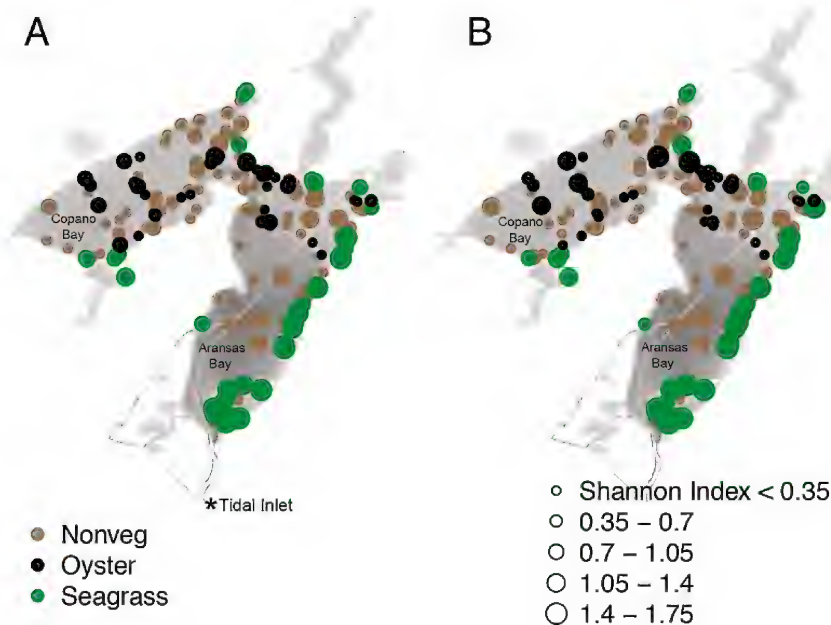 A
Copano
Bay
Aransas
Bay
*Tidal Inlet
Nonveg
Oyster
Seagrass
B
Copano
Bay
Aransas
Bay
Shannon Index < 0.35
0.35 – 0.7
0.7 – 1.05
1.05 – 1.4
1.4 – 1.75